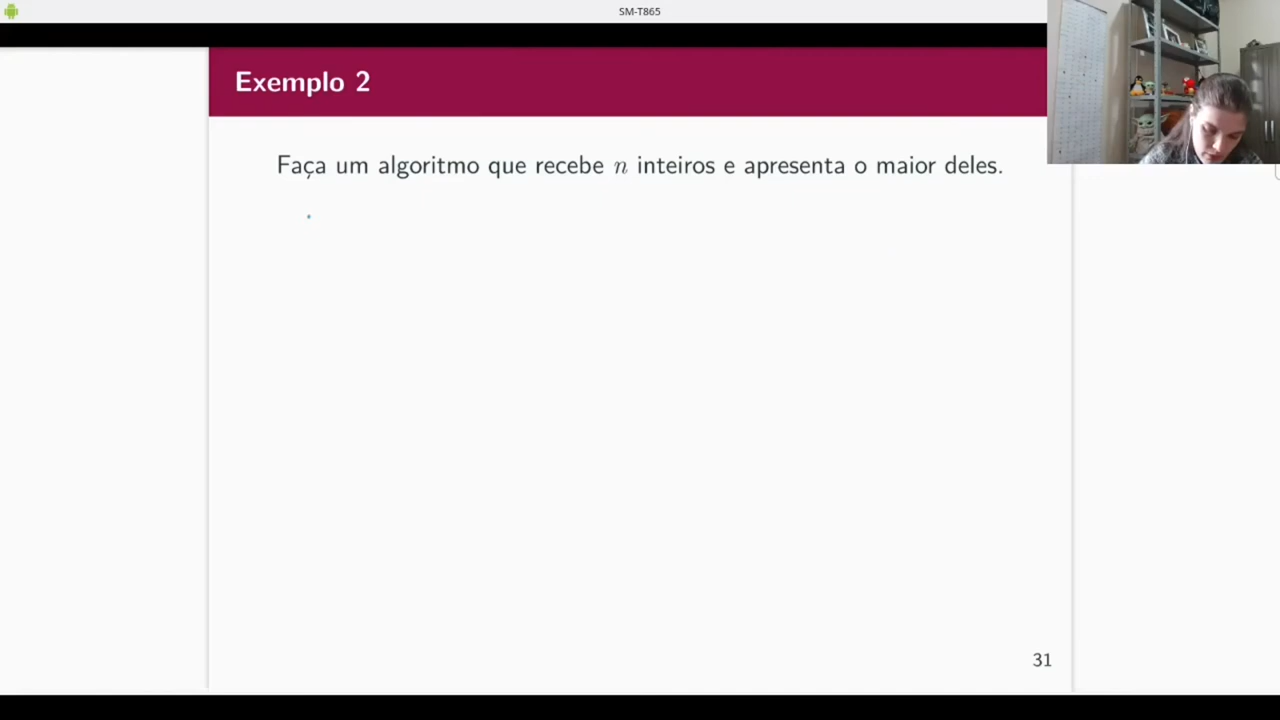 SM-T865
Exemplo 2
Faça um algoritmo que recebe n inteiros e apresenta o maior deles.
31